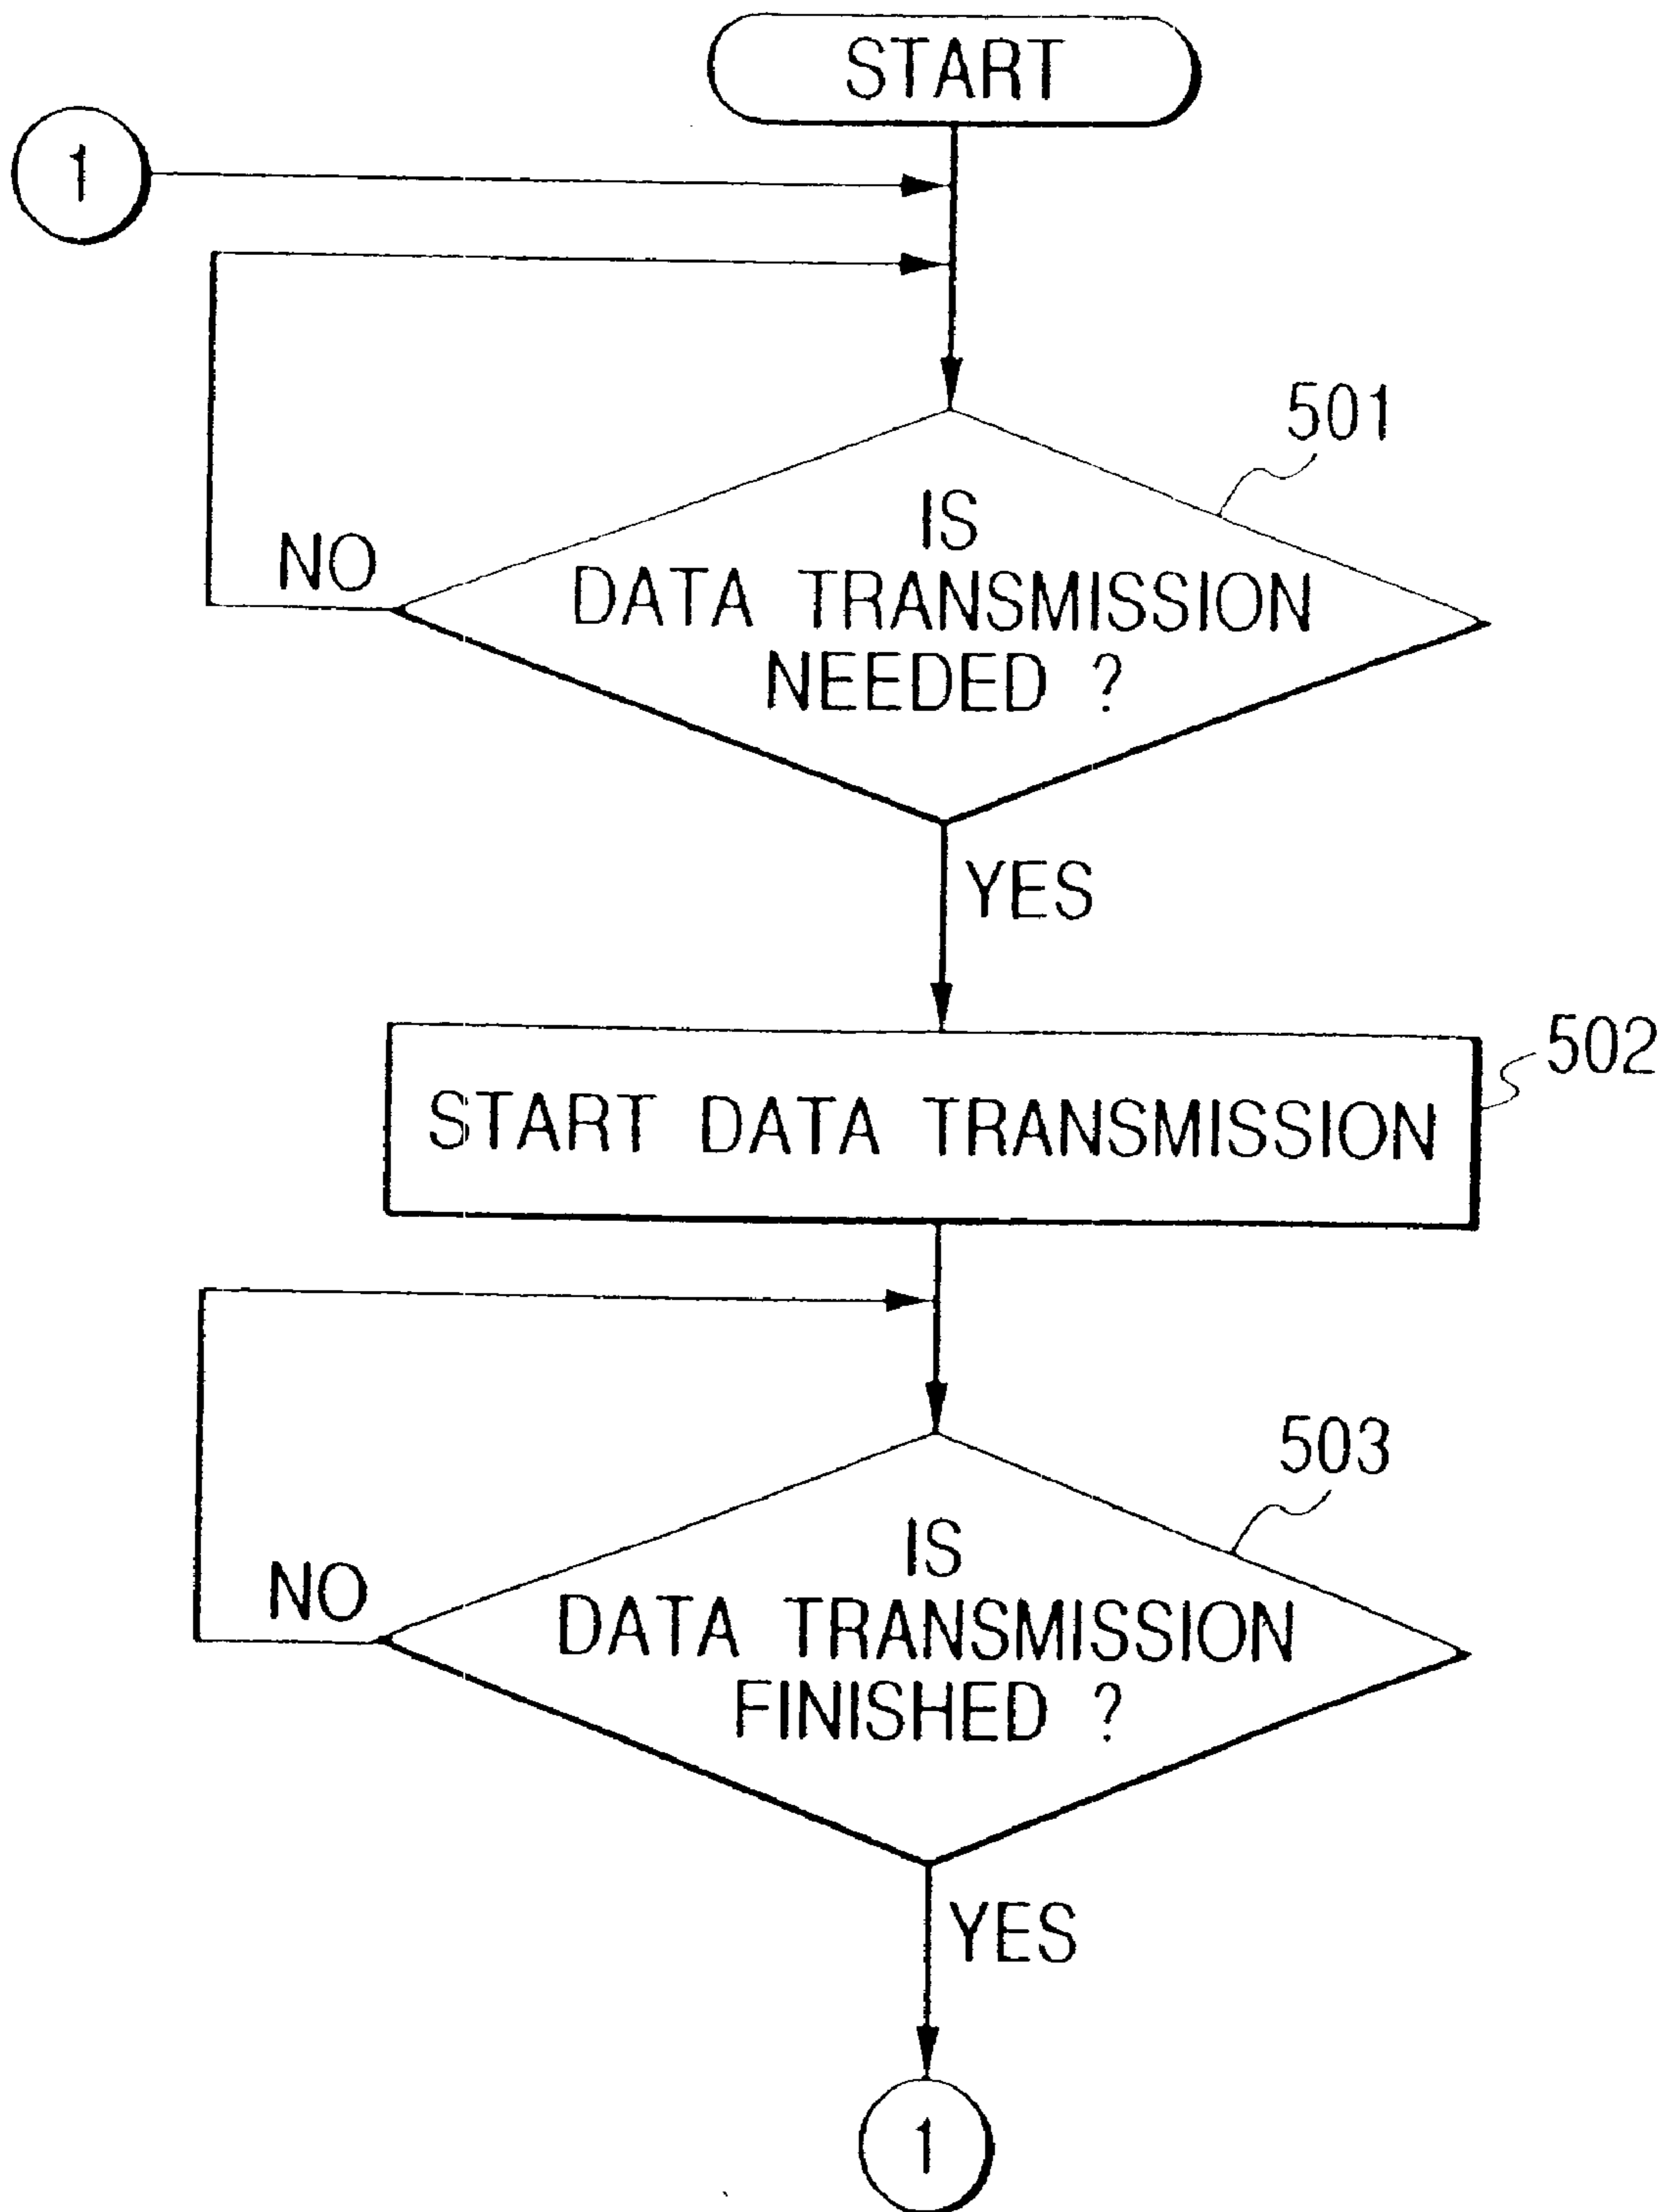 START
1
501
IS
DATA TRANSMISSION
NEEDED ?
NO
YES
502
START DATA TRANSMISSION
503
IS
DATA TRANSMISSION
FINISHED ?
NO
YES
1